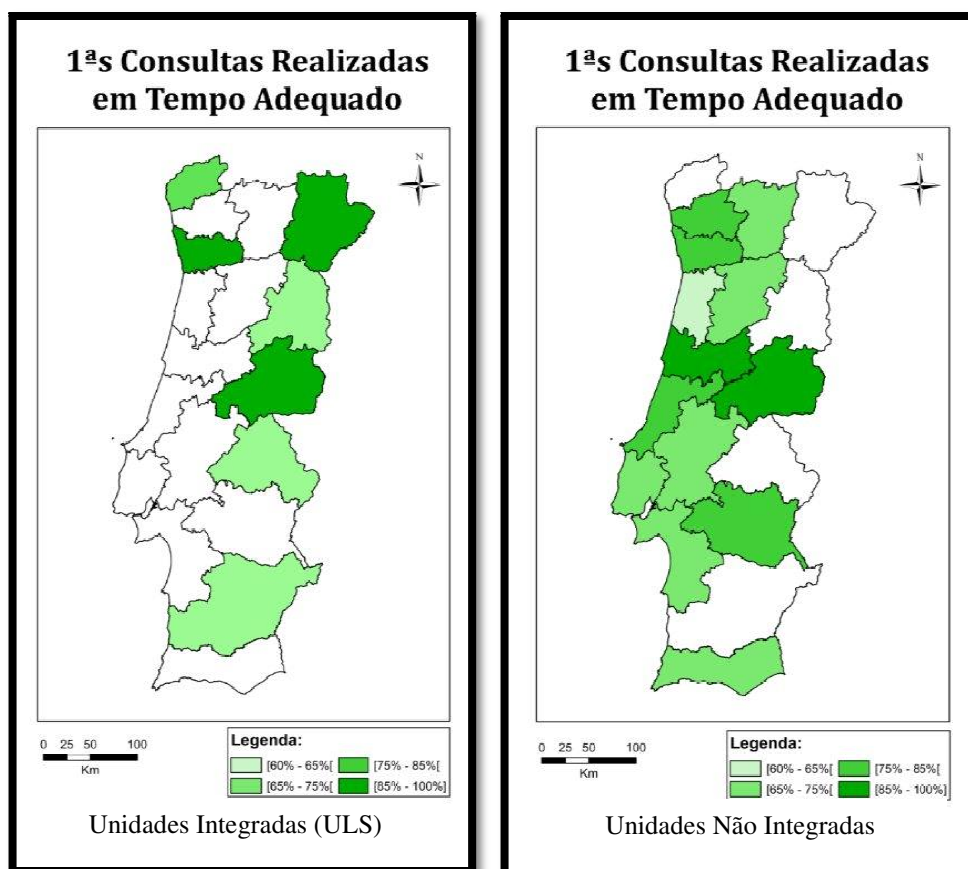 1ªs Consultas Realizadas
em Tempo Adequado
N
0 25 50 100
Km
Legenda:
[60% - 65%[ [75% - 85%[
[65% - 75%[ [85% - 100%]
Unidades Integradas (ULS)
1ªs Consultas Realizadas
em Tempo Adequado
N
0 25 50 100
Km
Legenda:
[60% - 65%[ [75% - 85%[
[65% - 75%[ [85% - 100%]
Unidades Não Integradas